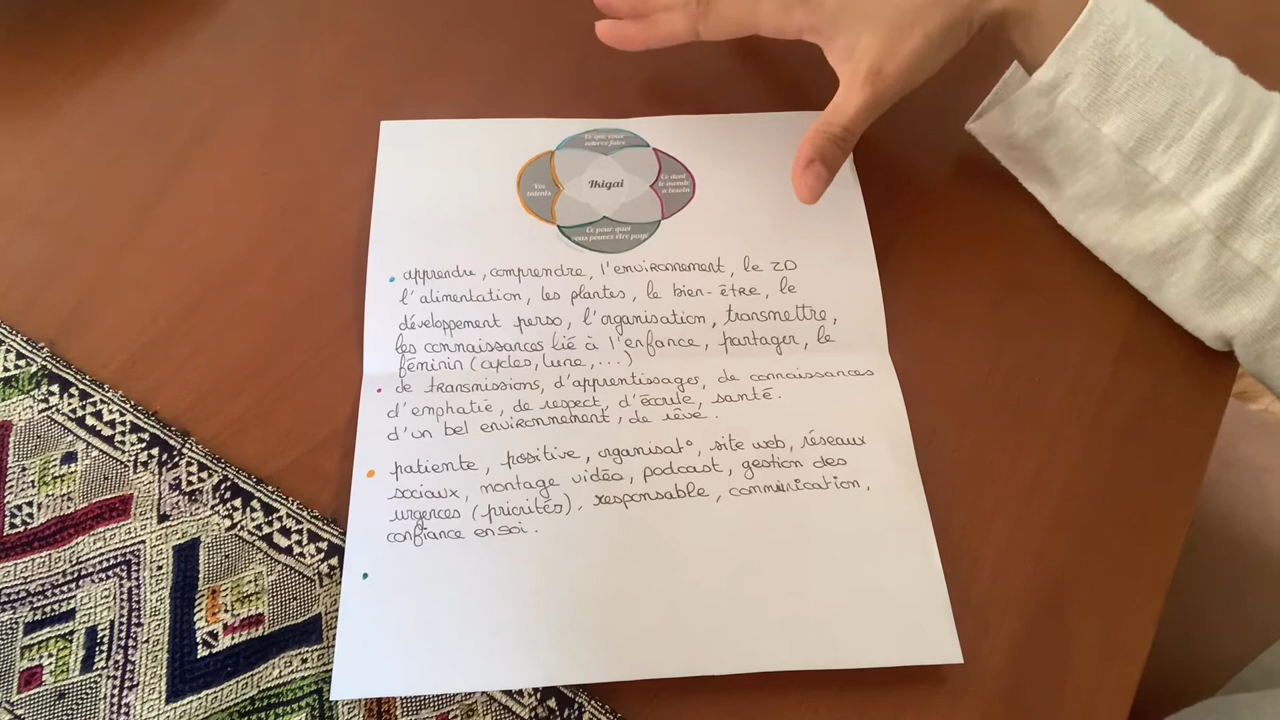 Ce que vous
adorez faire
Vos
talents
Ikigai
Ce dont
le monde
a besoin
Ce pour quoi
vous pouvez être payé
apprendre, comprendre, l'environnement, le ZD
l'alimentation, les plantes, le bien-être, le
développement perso, l'organisation, transmettre,
les connaissances lié à l'enfance, partager, le
féminin (cycles, lune, ...)
de transmissions, d'apprentissages, de connaissances
d'emphatie, de respect, d'écoute, santé.
d'un bel environnement, de rêve.
patiente, positive, organisat°, site web, réseaux
sociaux, montage vidéo, podcast, gestion des
urgences (priorités), responsable, communication,
confiance en soi.